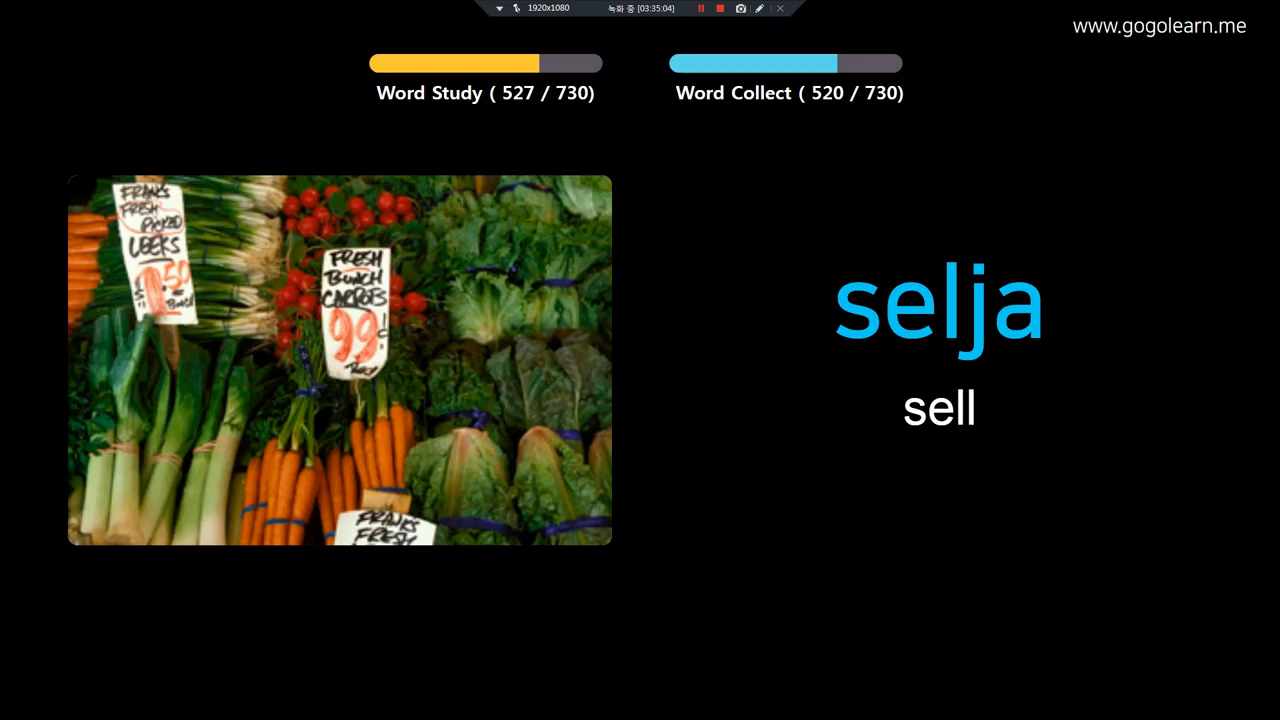 1920x1080
녹화 중 [03:35:04]
www.gogolearn.me
Word Study ( 527 / 730)
Word Collect ( 520 / 730)
FRANKS
FRESH
PICKED
LEEKS
50
FRESH
BUNCH
CARROTS
99
FRANKS
FRESH
selja
sell